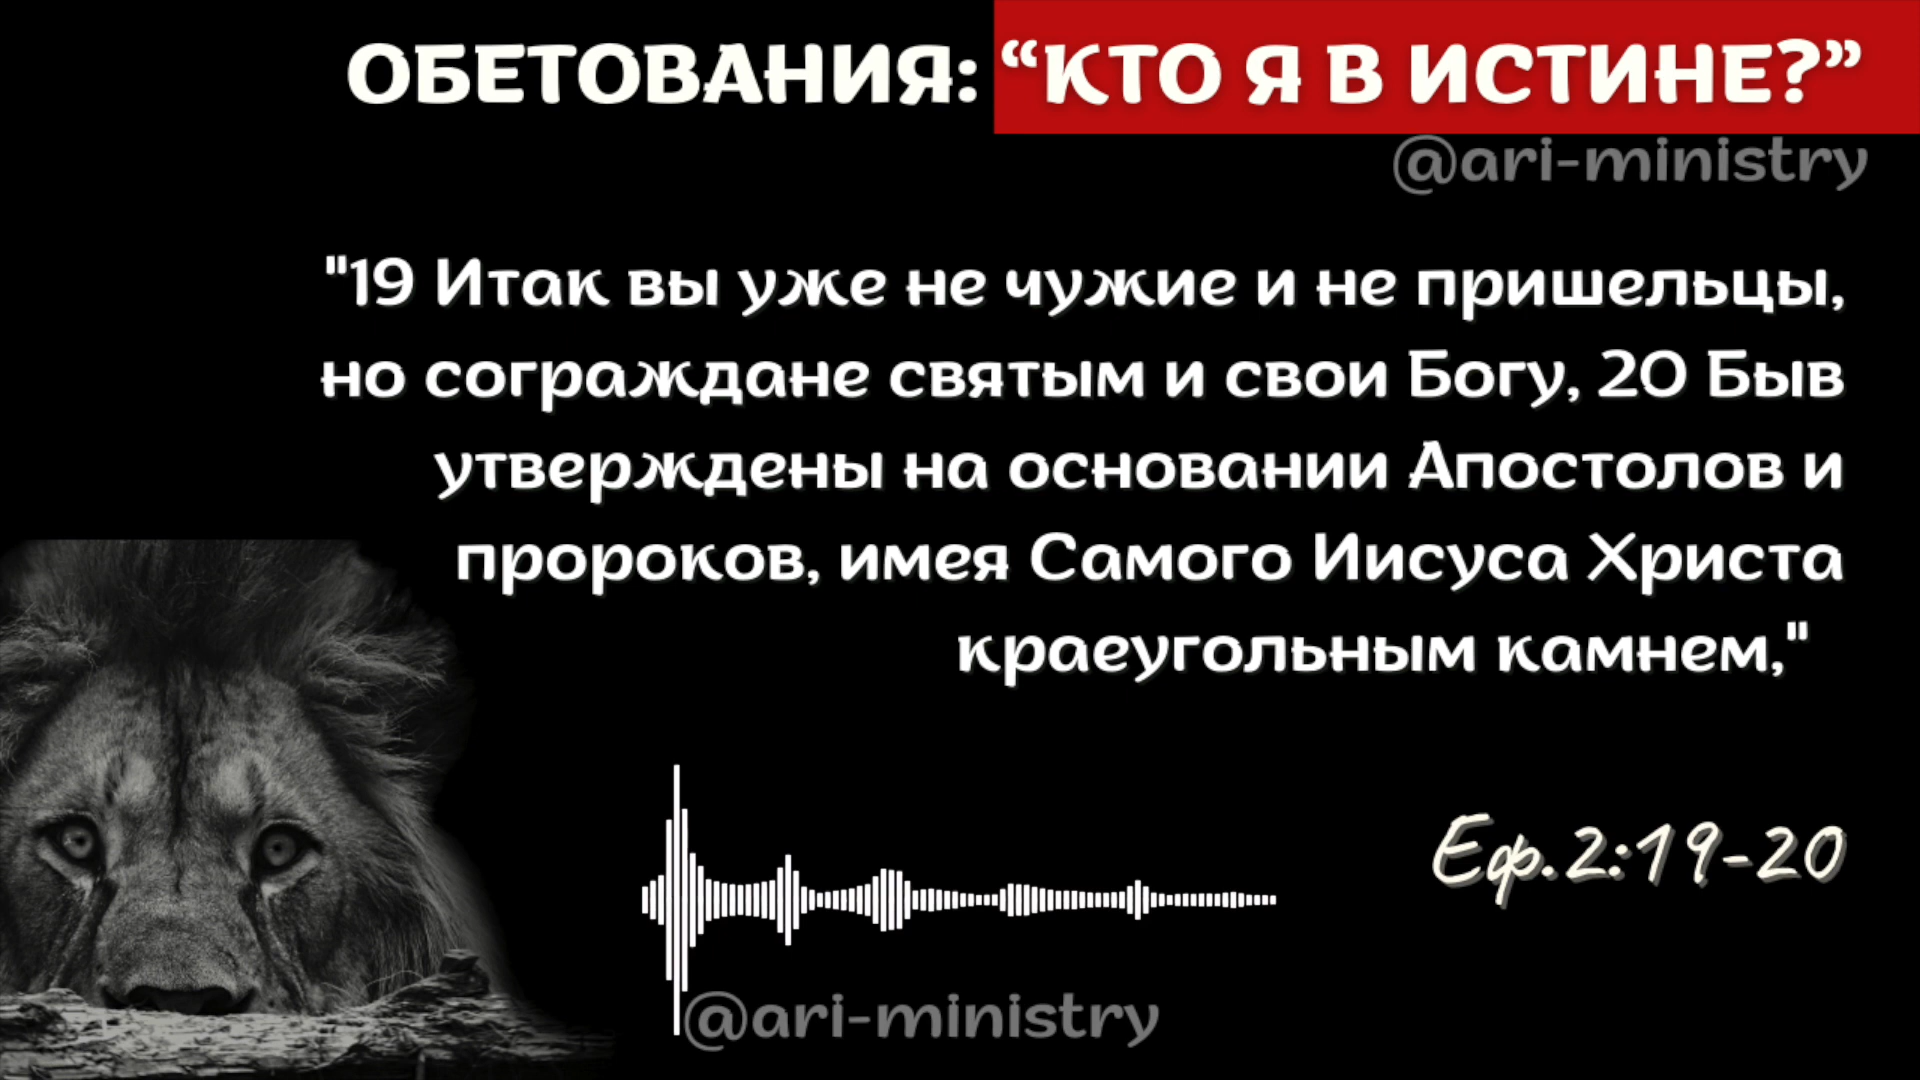 ОБЕТОВАНИЯ: “КТО Я В ИСТИНЕ?”
@ari-ministry
"19 Итак вы уже не чужие и не пришельцы,
но сограждане святым и свои Богу, 20 Быв
утверждены на основании Апостолов и
пророков, имея Самого Иисуса Христа
краеугольным камнем,"
Еф.2:19-20
@ari-ministry